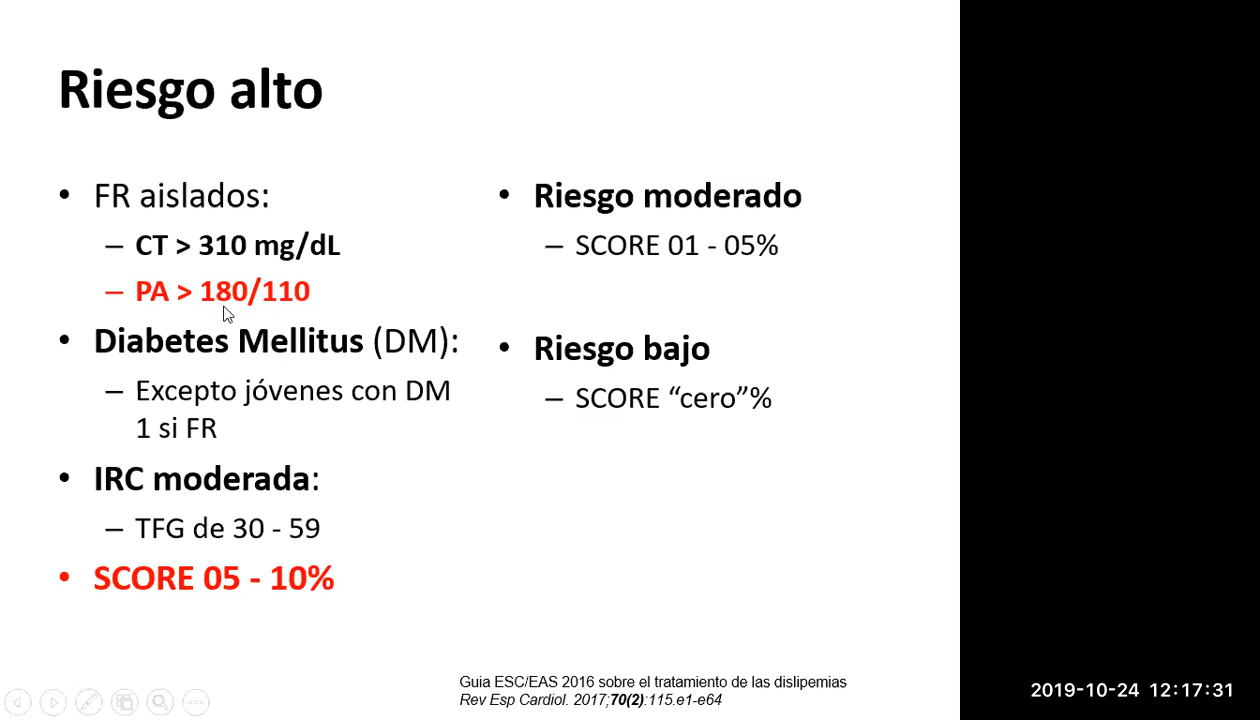 Riesgo alto
• FR aislados:
– CT > 310 mg/dL
– PA > 180/110
• Diabetes Mellitus (DM):
– Excepto jóvenes con DM
1 si FR
• IRC moderada:
– TFG de 30 - 59
• SCORE 05 - 10%
• Riesgo moderado
– SCORE 01 - 05%
• Riesgo bajo
– SCORE “cero”%
Guia ESC/EAS 2016 sobre el tratamiento de las dislipemias
Rev Esp Cardiol. 2017;70(2):115.e1-e64
2019-10-24 12:17:31